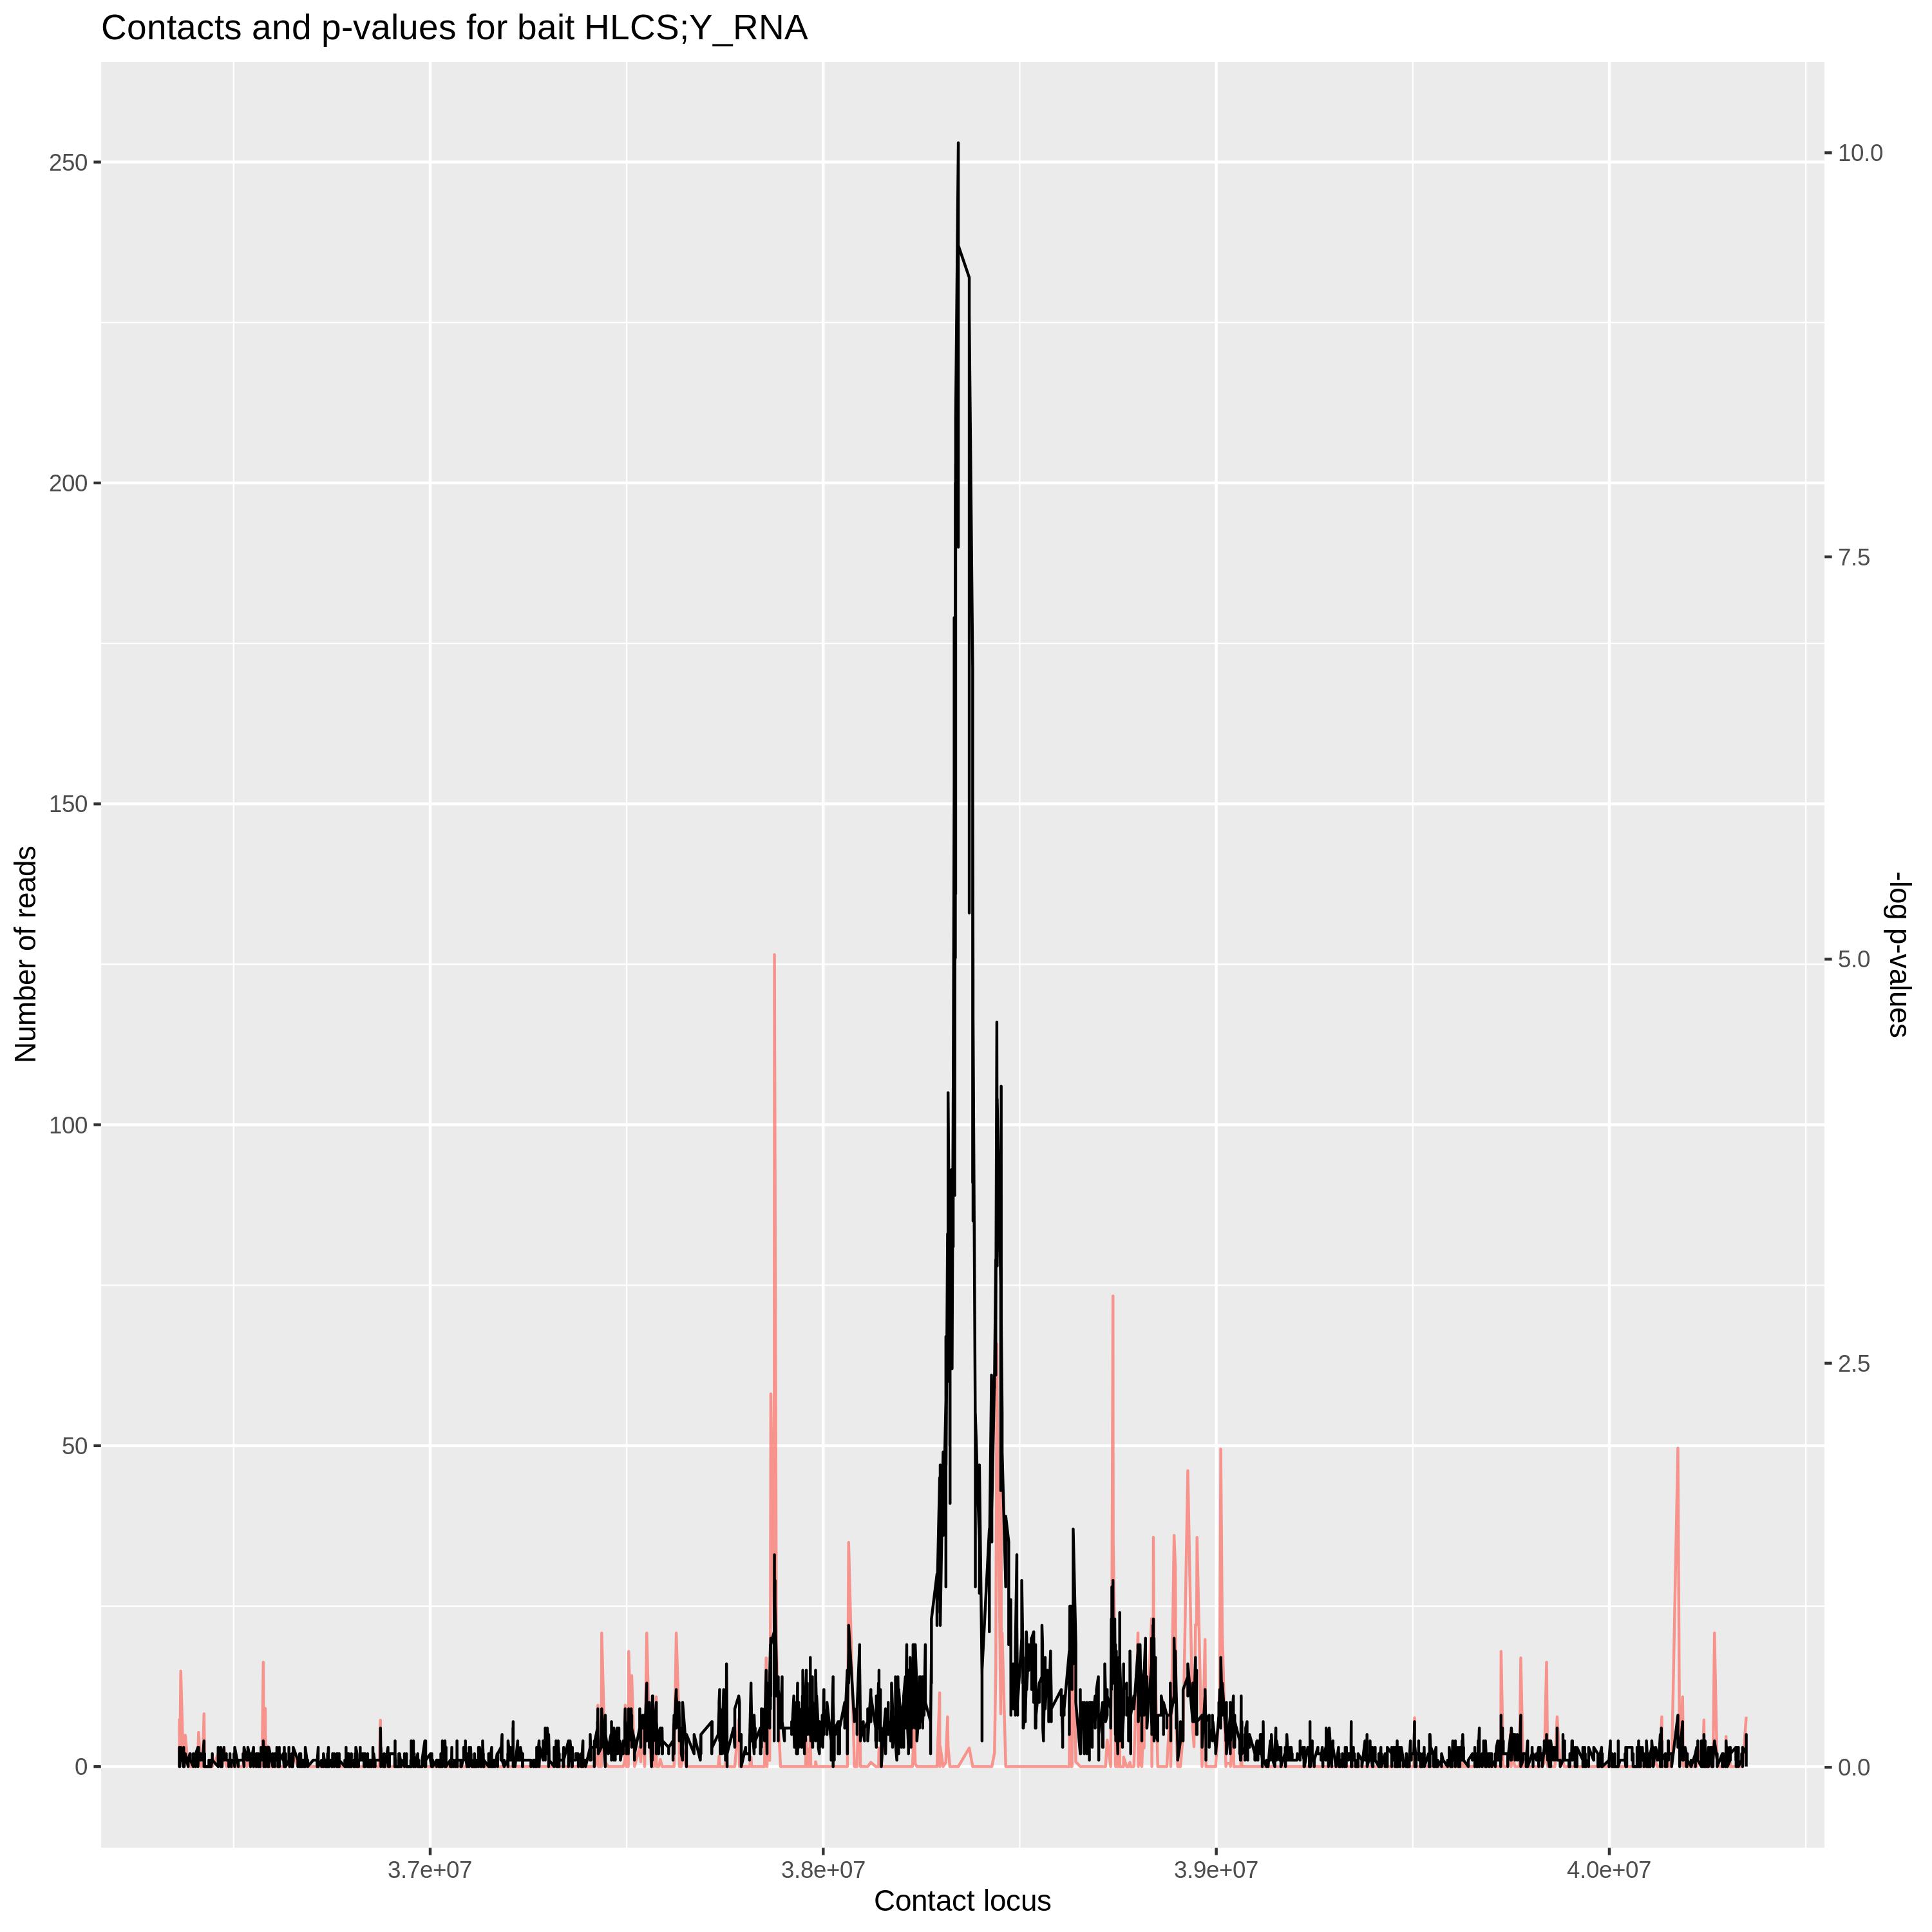 Contacts and p-values for bait HLCS;Y_RNA
250
200
150
100
50
0
Number of reads
10.0
7.5
5.0
2.5
0.0
-log p-values
3.7e+07
3.8e+07
3.9e+07
4.0e+07
Contact locus